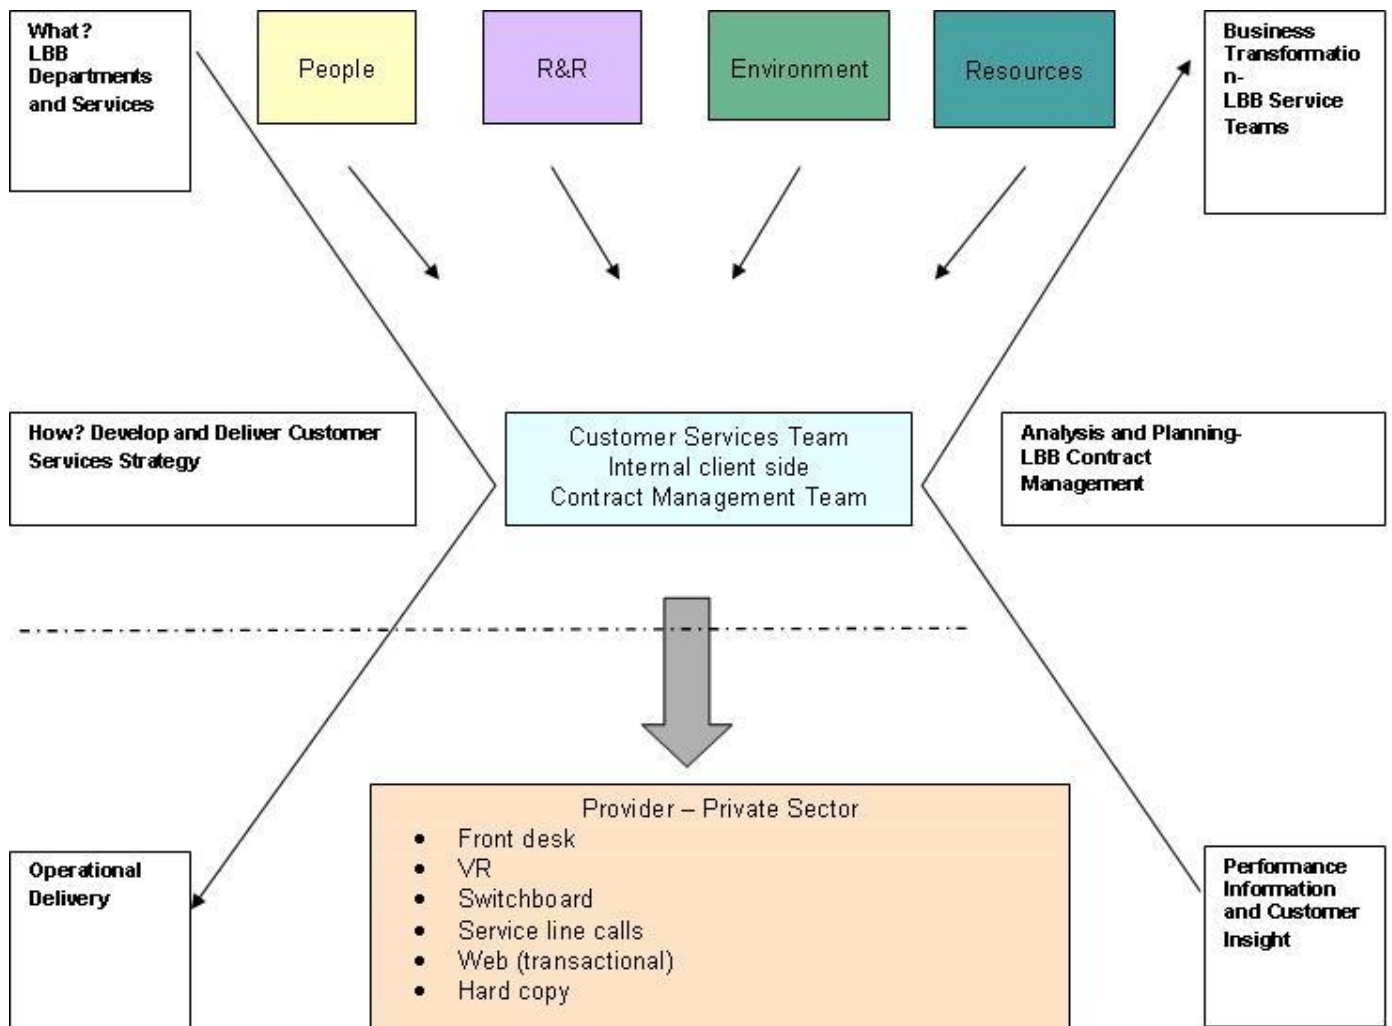 What?
LBB
Departments
and Services
People
R&R
Environment
Resources
Business
Transformatio
n-
LBB Service
Teams
How? Develop and Deliver Customer
Services Strategy
Customer Services Team
Internal client side
Contract Management Team
Analysis and Planning-
LBB Contract
Management
Provider – Private Sector
• Front desk
• VR
• Switchboard
• Service line calls
• Web (transactional)
• Hard copy
Operational
Delivery
Performance
Information
and Customer
Insight